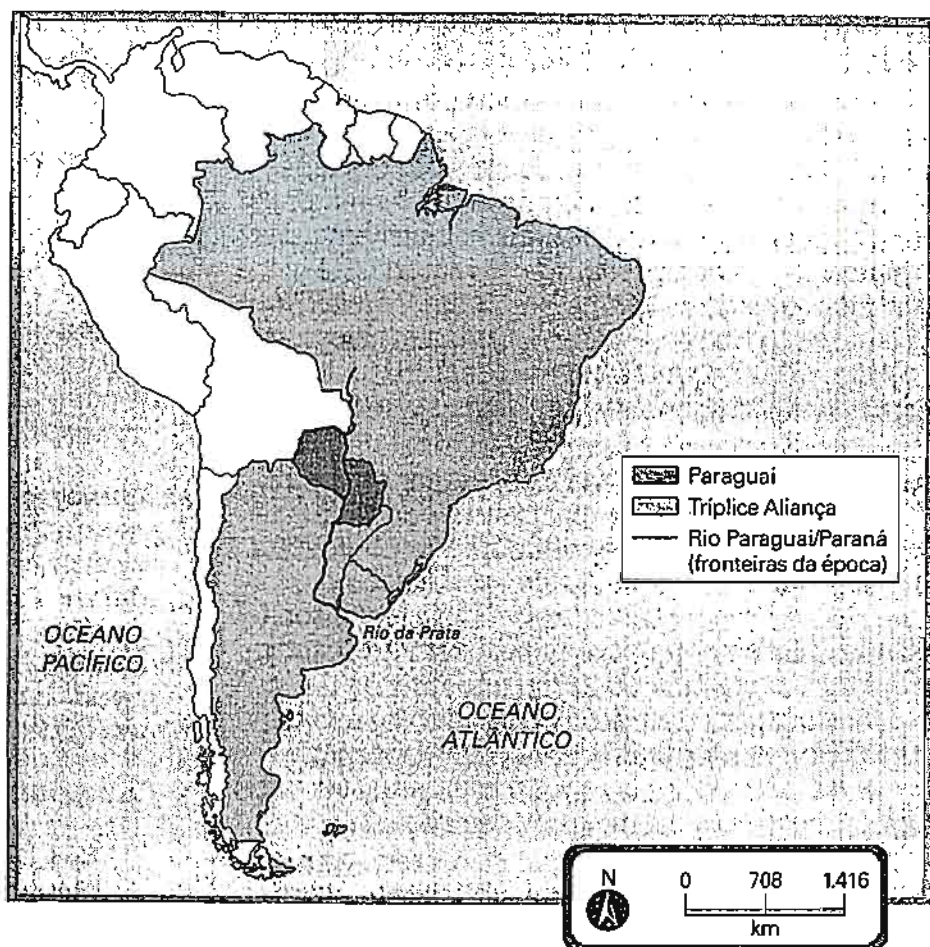 Paraguai
Tríplice Aliança
Rio Paraguai/Paraná
(fronteiras da época)
Rio da Prata
OCEANO
PACÍFICO
OCEANO
ATLÂNTICO
N
0 708 1.416
km